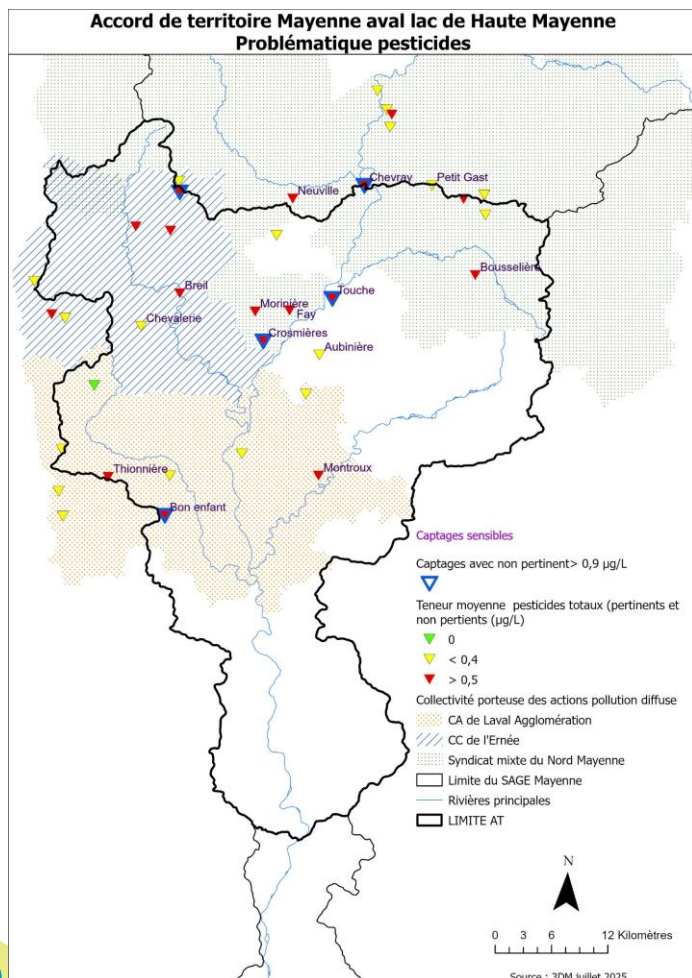 Accord de territoire Mayenne aval lac de Haute Mayenne
Problématique pesticides
Chevray
Petit Gast
Neuville
Bousselière
Breil
Touche
Morinière
Fay
Chevalerie
Crosmières
Aubinière
Thionnière
Montroux
Bon enfant
Captages sensibles
Captages avec non pertinent> 0,9 µg/L
Teneur moyenne pesticides totaux (pertinents et
non pertients (µg/L)
0
< 0,4
> 0,5
Collectivité porteuse des actions pollution diffuse
CA de Laval Agglomération
CC de l'Ernée
Syndicat mixte du Nord Mayenne
Limite du SAGE Mayenne
Rivières principales
LIMITE AT
N
0 3 6 12 Kilomètres
Source : 3DM juillet 2025